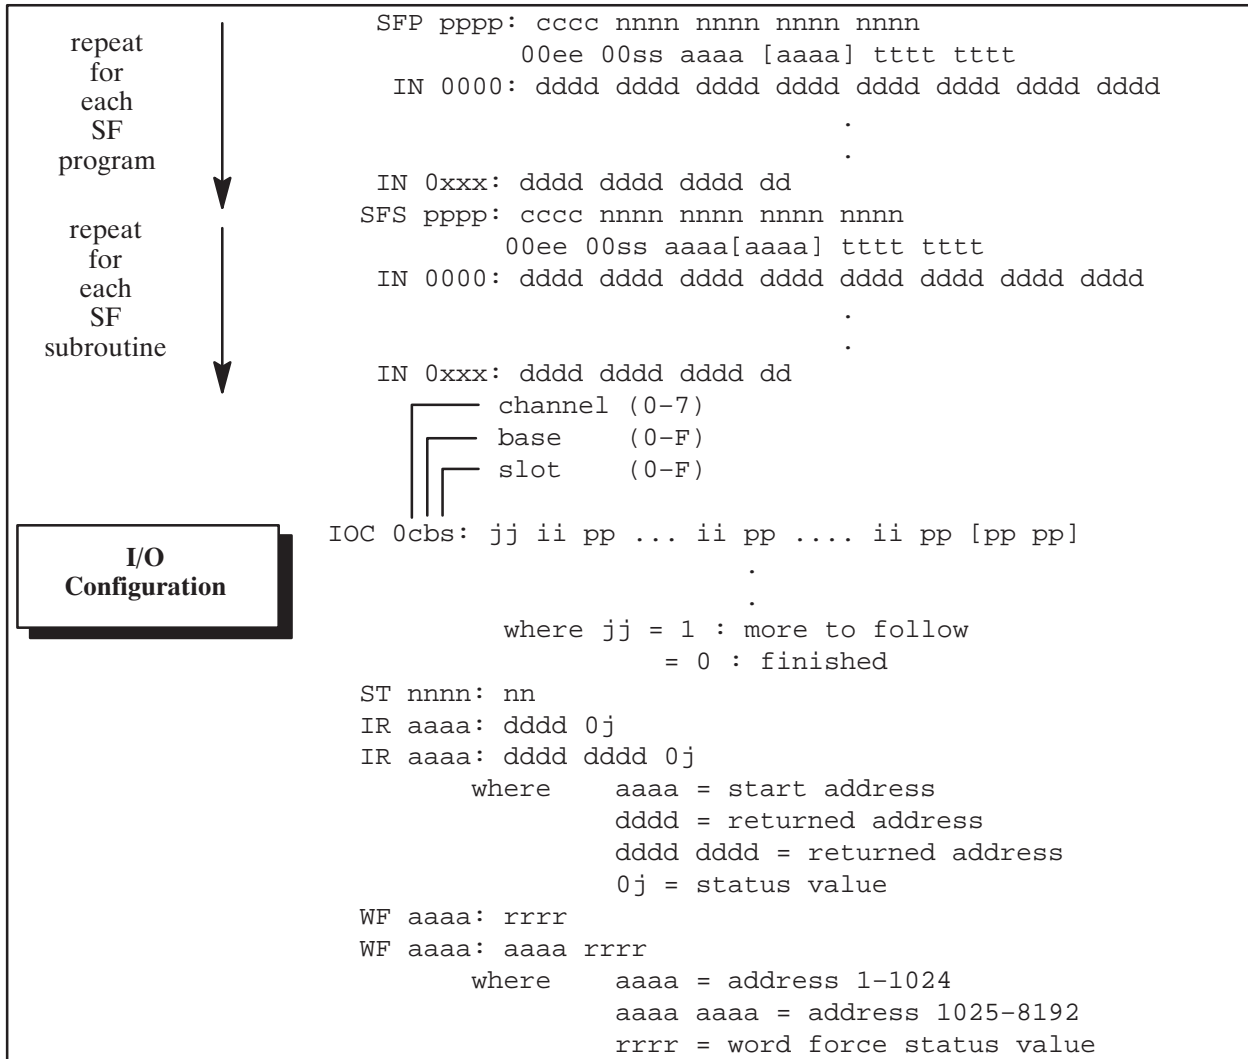 SFP pppp: cccc nnnn nnnn nnnn nnnn
00ee 00ss aaaa [aaaa] tttt tttt
IN 0000: dddd dddd dddd dddd dddd dddd dddd dddd
.
.
IN 0xxx: dddd dddd dddd dd
repeat
for
each
SF
program
SFS pppp: cccc nnnn nnnn nnnn nnnn
00ee 00ss aaaa[aaaa] tttt tttt
IN 0000: dddd dddd dddd dddd dddd dddd dddd dddd
.
.
IN 0xxx: dddd dddd dddd dd
repeat
for
each
SF
subroutine
channel (0–7)
base (0–F)
slot (0–F)
I/O
Configuration
IOC 0cbs: jj ii pp ... ii pp .... ii pp [pp pp]
.
.
where jj = 1 : more to follow
= 0 : finished
ST nnnn: nn
IR aaaa: dddd 0j
IR aaaa: dddd dddd 0j
where aaaa = start address
dddd = returned address
dddd dddd = returned address
0j = status value
WF aaaa: rrrr
WF aaaa: aaaa rrrr
where aaaa = address 1–1024
aaaa aaaa = address 1025–8192
rrrr = word force status value